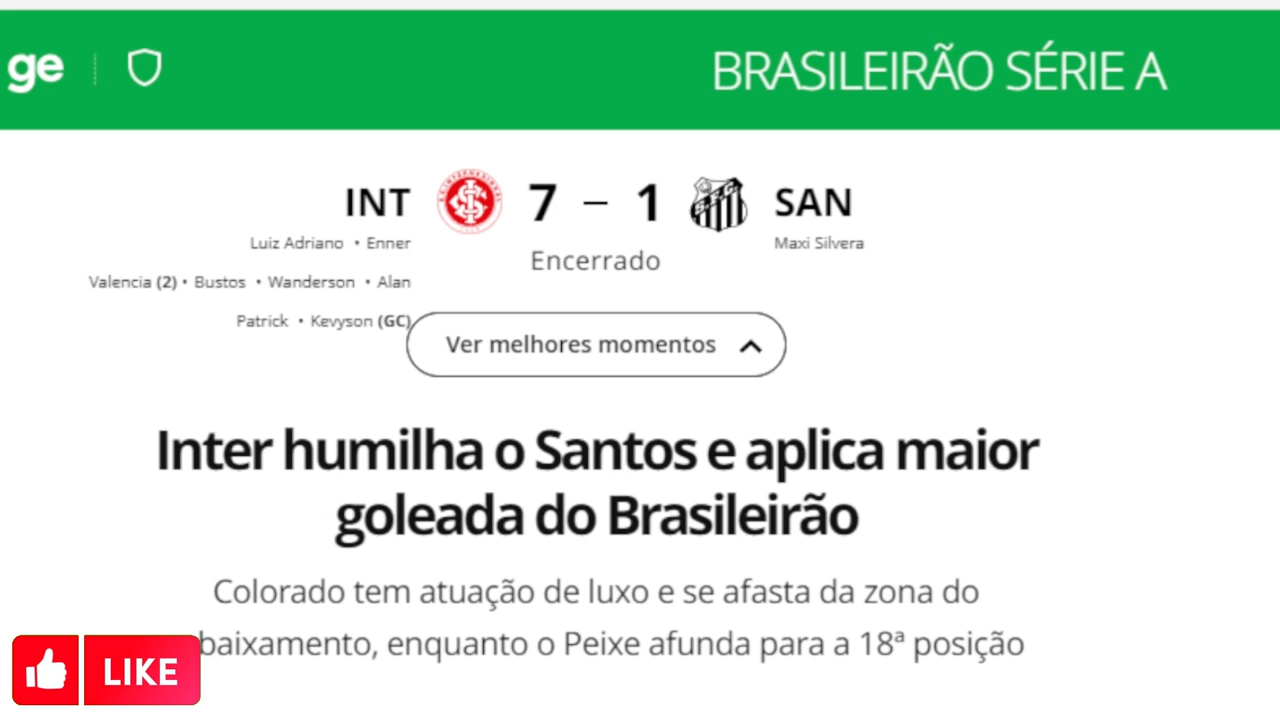 ge
BRASILEIRÃO SÉRIE A
INT 7 – 1 SAN
Luiz Adriano • Enner
Valencia (2) • Bustos • Wanderson • Alan
Patrick • Kevyson (GC)
Maxi Silvera
Encerrado
Ver melhores momentos
Inter humilha o Santos e aplica maior
goleada do Brasileirão
Colorado tem atuação de luxo e se afasta da zona do
baixamento, enquanto o Peixe afunda para a 18ª posição
LIKE